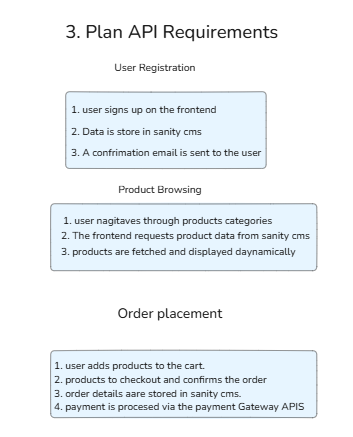 3. Plan API Requirements
User Registration
1. user signs up on the frontend
2. Data is store in sanity cms
3. A confrimation email is sent to the user
Product Browsing
1. user nagitaves through products categories
2. The frontend requests product data from sanity cms
3. products are fetched and displayed daynamically
Order placement
1. user adds products to the cart.
2. products to checkout and confirms the order
3. order details aare stored in sanity cms.
4. payment is procesed via the payment Gateway APIS